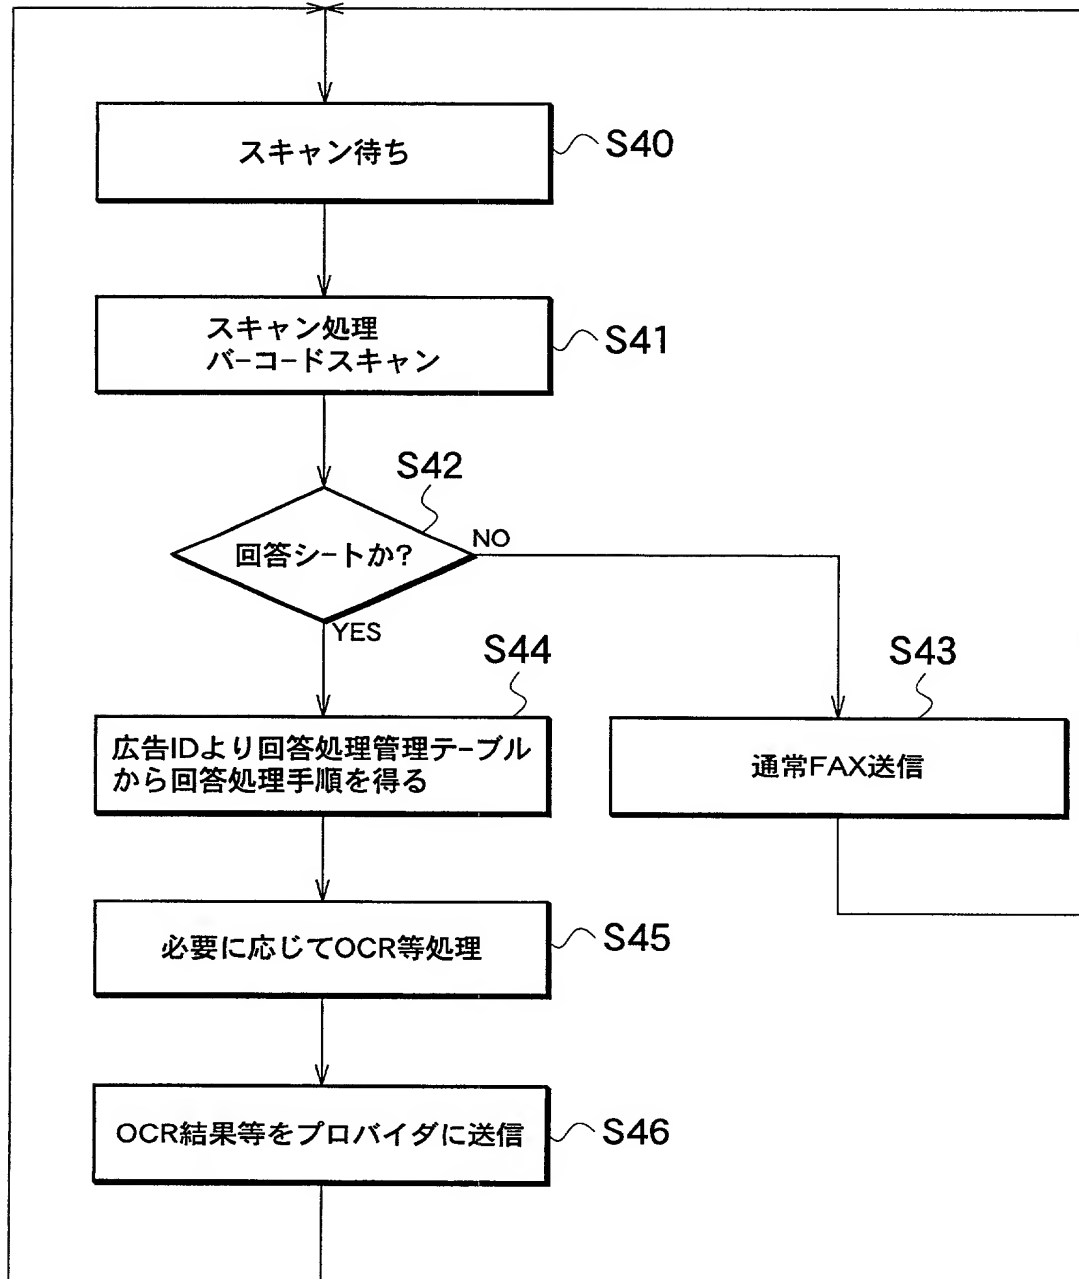 スキャン待ち
S40
スキャン処理
バーコードスキャン
S41
S42
回答シートか?
NO
YES
S44
広告IDより回答処理管理テーブル
から回答処理手順を得る
S43
通常FAX送信
必要に応じてOCR等処理
S45
OCR結果等をプロバイダに送信
S46